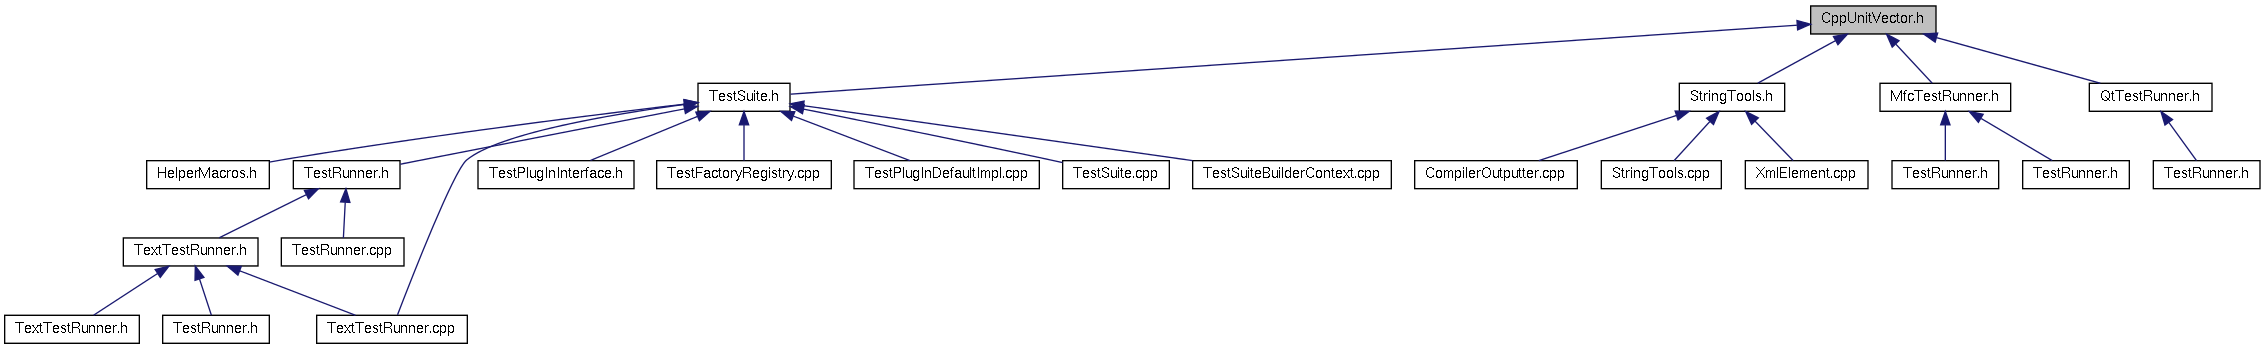 CppUnitVector.h
TestSuite.h
StringTools.h
MfcTestRunner.h
QtTestRunner.h
HelperMacros.h
TestRunner.h
TestPlugInInterface.h
TestFactoryRegistry.cpp
TestPlugInDefaultImpl.cpp
TestSuite.cpp
TestSuiteBuilderContext.cpp
CompilerOutputter.cpp
StringTools.cpp
XmlElement.cpp
TestRunner.h
TestRunner.h
TestRunner.h
TextTestRunner.h
TestRunner.cpp
TextTestRunner.h
TestRunner.h
TextTestRunner.cpp